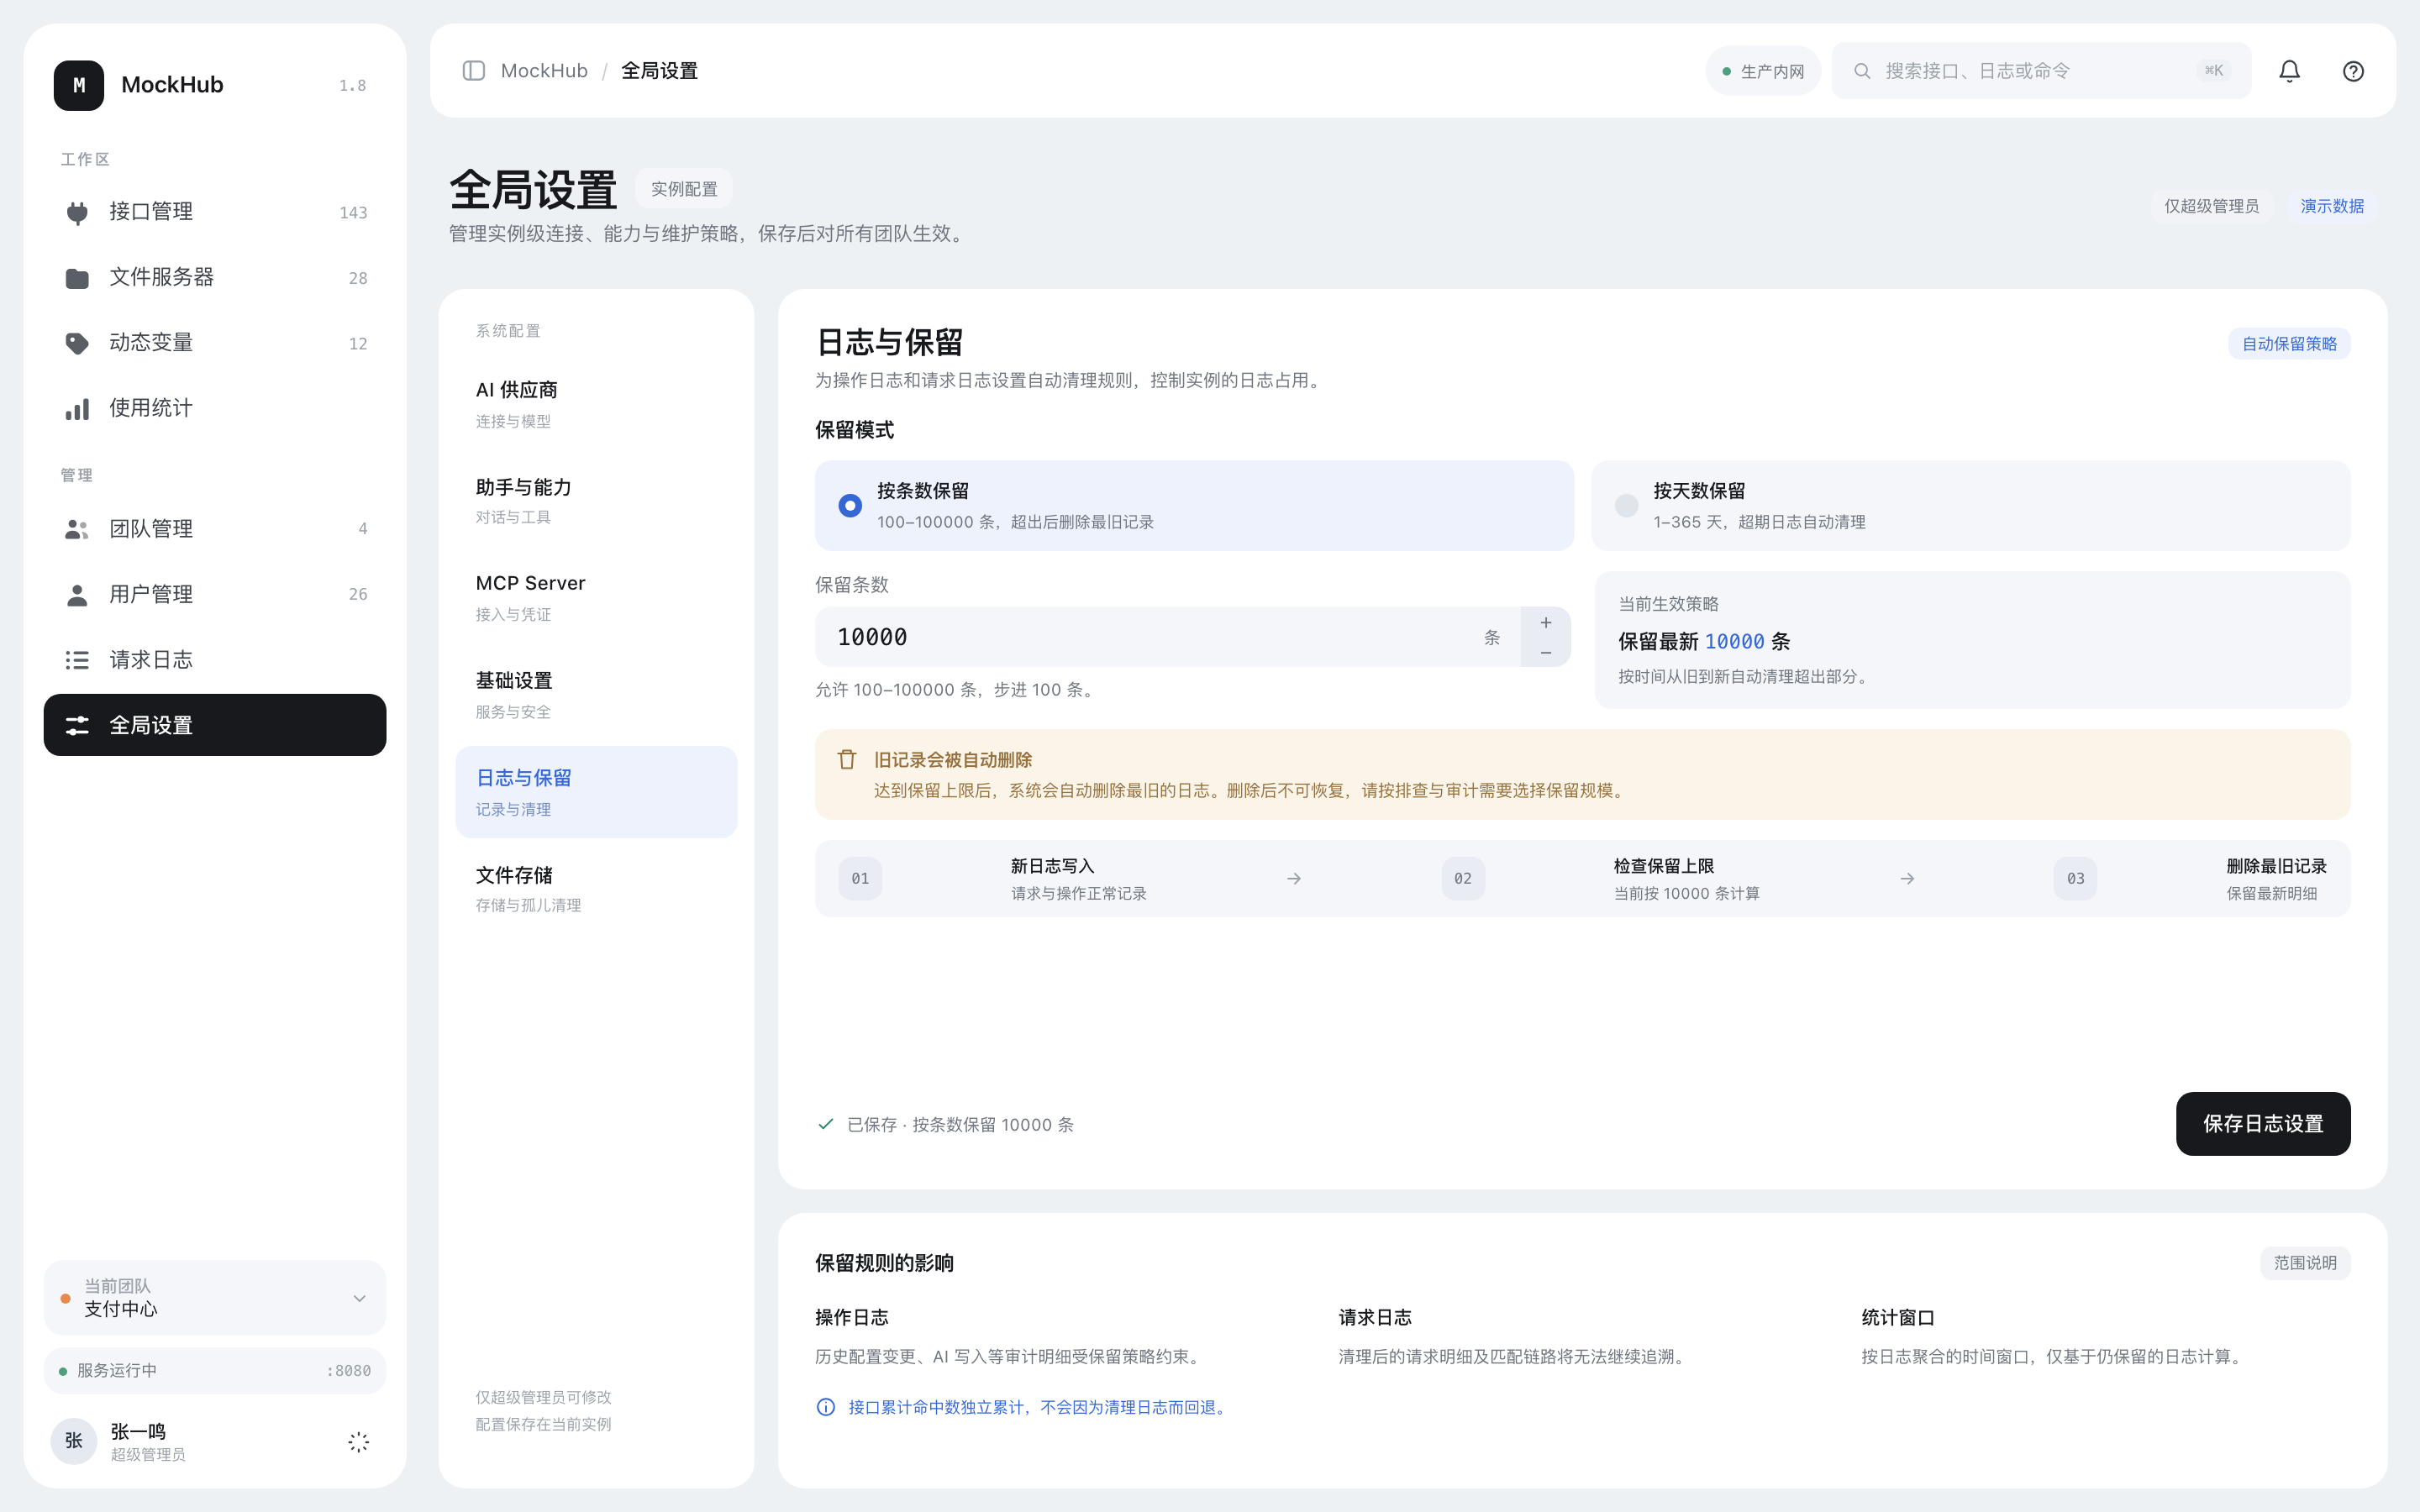 M MockHub 1.8
工作区
接口管理 143
文件服务器 28
动态变量 12
使用统计
管理
团队管理 4
用户管理 26
请求日志
全局设置
当前团队
支付中心
服务运行中 :8080
张 张一鸣
超级管理员
MockHub / 全局设置
生产内网
搜索接口、日志或命令 ⌘K
全局设置 实例配置
管理实例级连接、能力与维护策略，保存后对所有团队生效。
仅超级管理员 演示数据
系统配置
AI 供应商
连接与模型
助手与能力
对话与工具
MCP Server
接入与凭证
基础设置
服务与安全
日志与保留
记录与清理
文件存储
存储与孤儿清理
仅超级管理员可修改
配置保存在当前实例
日志与保留 自动保留策略
为操作日志和请求日志设置自动清理规则，控制实例的日志占用。
保留模式
按条数保留
100–100000 条，超出后删除最旧记录
按天数保留
1–365 天，超期日志自动清理
保留条数
10000 条 + −
允许 100–100000 条，步进 100 条。
当前生效策略
保留最新 10000 条
按时间从旧到新自动清理超出部分。
旧记录会被自动删除
达到保留上限后，系统会自动删除最旧的日志。删除后不可恢复，请按排查与审计需要选择保留规模。
01 新日志写入
请求与操作正常记录
→
02 检查保留上限
当前按 10000 条计算
→
03 删除最旧记录
保留最新明细
已保存 · 按条数保留 10000 条
保存日志设置
保留规则的影响 范围说明
操作日志
历史配置变更、AI 写入等审计明细受保留策略约束。
请求日志
清理后的请求明细及匹配链路将无法继续追溯。
统计窗口
按日志聚合的时间窗口，仅基于仍保留的日志计算。
接口累计命中数独立累计，不会因为清理日志而回退。